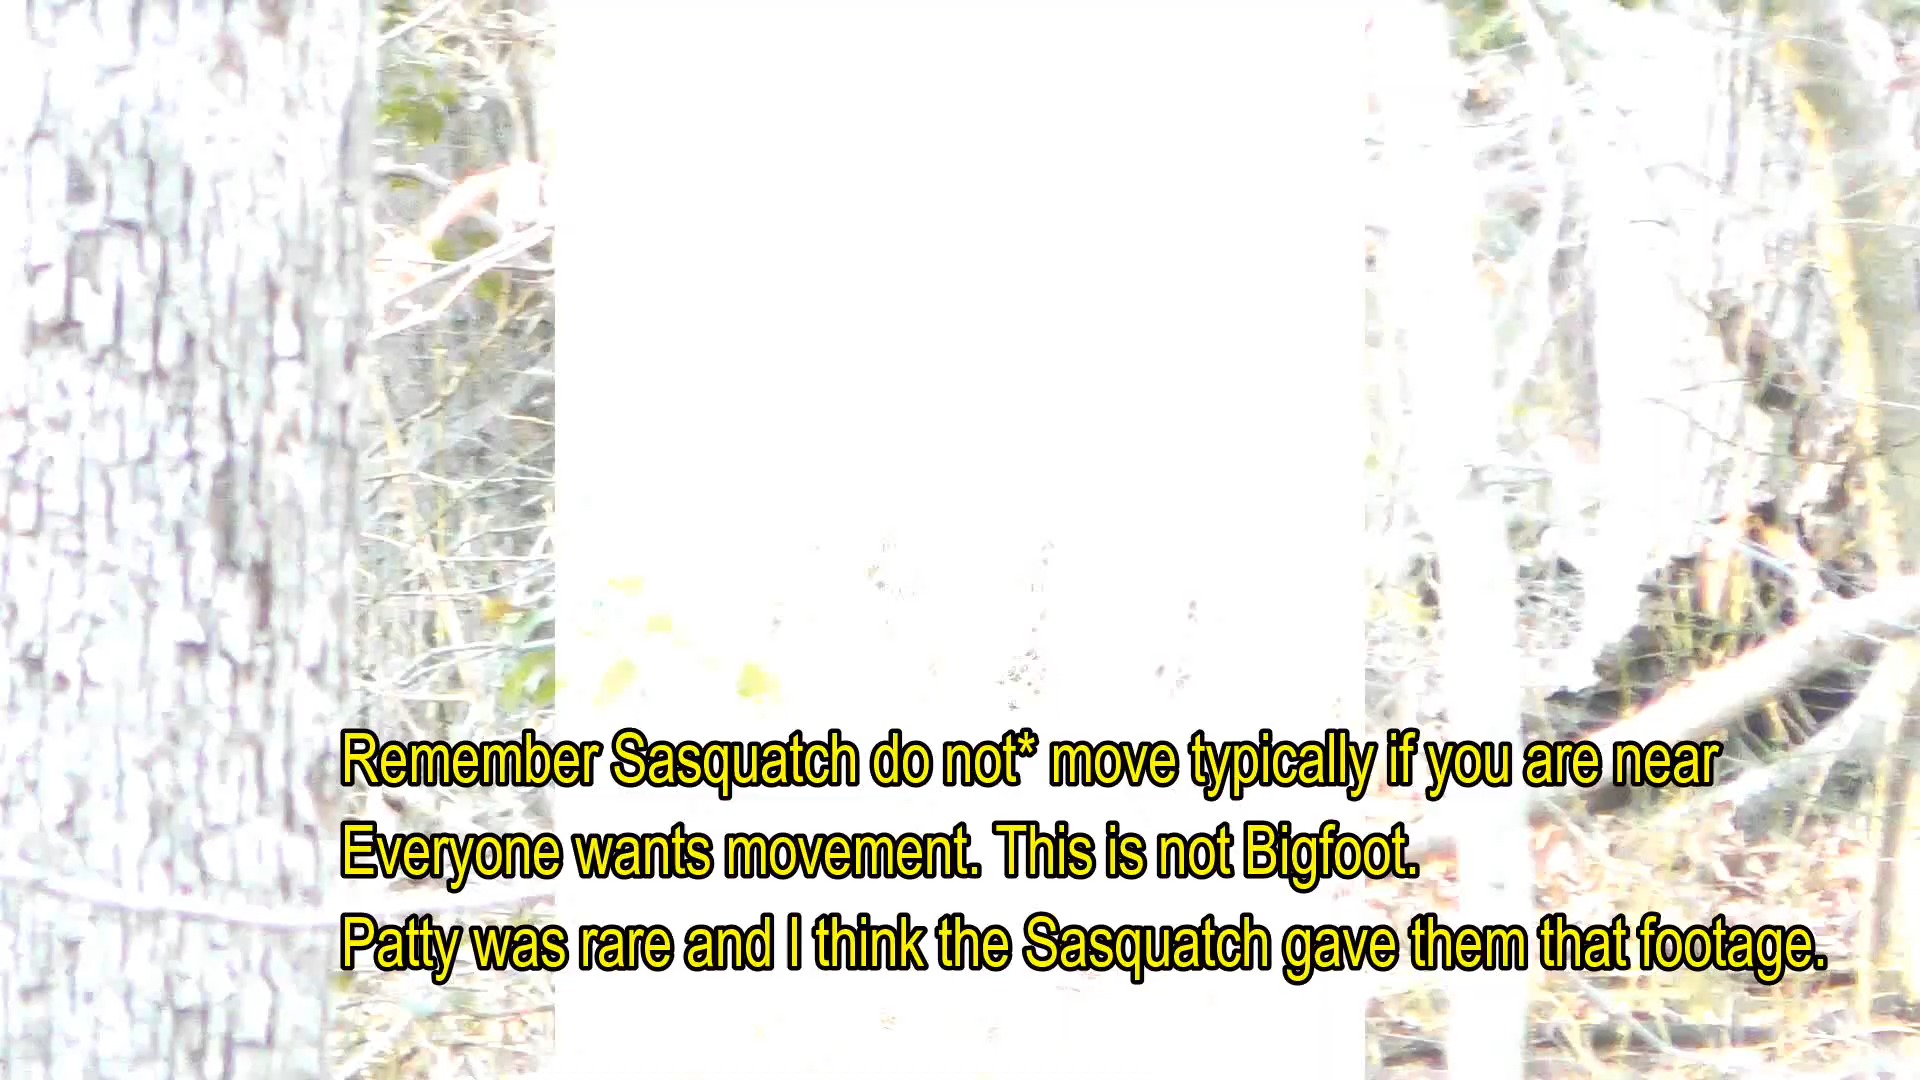 Remember Sasquatch do not* move typically if you are near
Everyone wants movement. This is not Bigfoot.
Patty was rare and I think the Sasquatch gave them that footage.